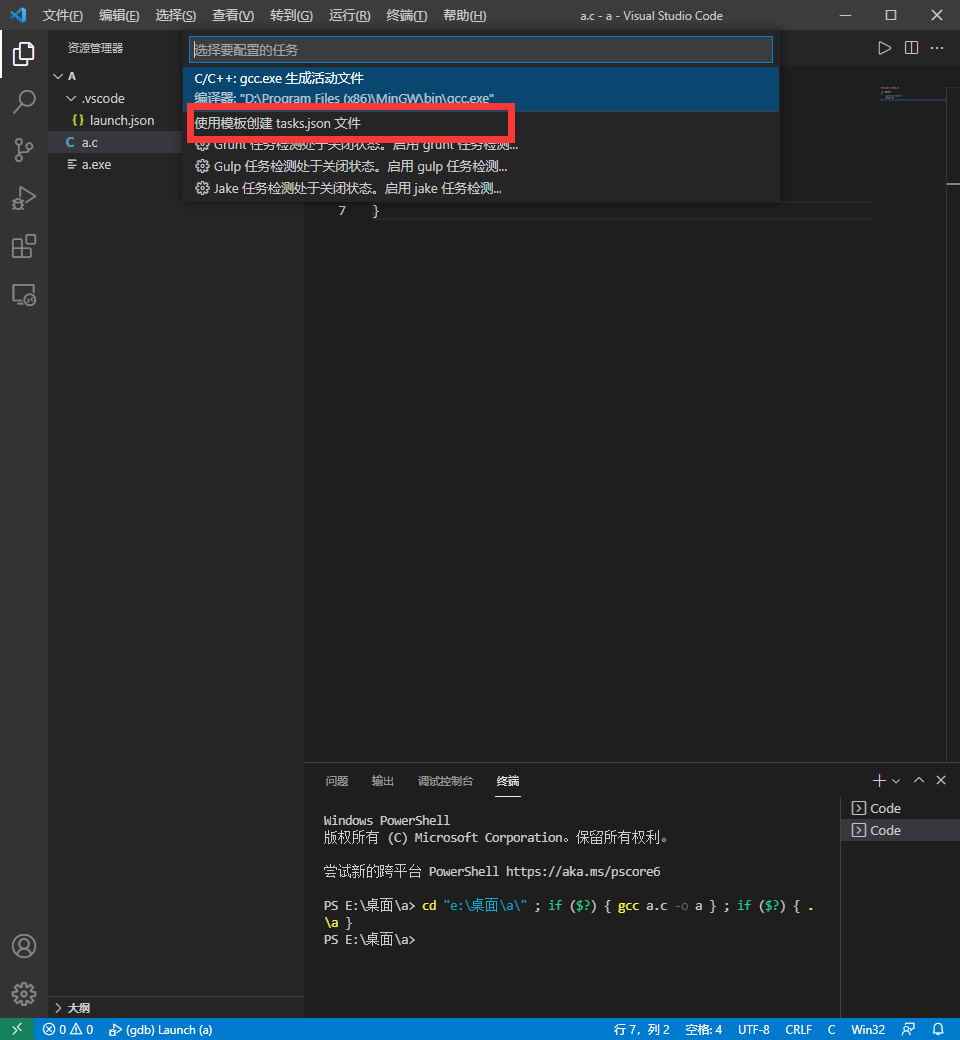 文件(F) 编辑(E) 选择(S) 查看(V) 转到(G) 运行(R) 终端(T) 帮助(H) a.c - a - Visual Studio Code
资源管理器
选择要配置的任务
A
C/C++: gcc.exe 生成活动文件
.vscode
编译器: "D:\Program Files (x86)\MinGW\bin\gcc.exe"
{} launch.json
使用模板创建 tasks.json 文件
C a.c
Grunt 任务检测处于关闭状态。启用 grunt 任务检测...
a.exe
Gulp 任务检测处于关闭状态。启用 gulp 任务检测...
Jake 任务检测处于关闭状态。启用 jake 任务检测...
7 }
问题 输出 调试控制台 终端
Code
Code
Windows PowerShell
版权所有 (C) Microsoft Corporation。保留所有权利。
尝试新的跨平台 PowerShell https://aka.ms/pscore6
PS E:\桌面\a> cd "e:\桌面\a\" ; if ($?) { gcc a.c -o a } ; if ($?) { .
\a }
PS E:\桌面\a>
大纲
0 0 (gdb) Launch (a) 行 7，列 2 空格: 4 UTF-8 CRLF C Win32